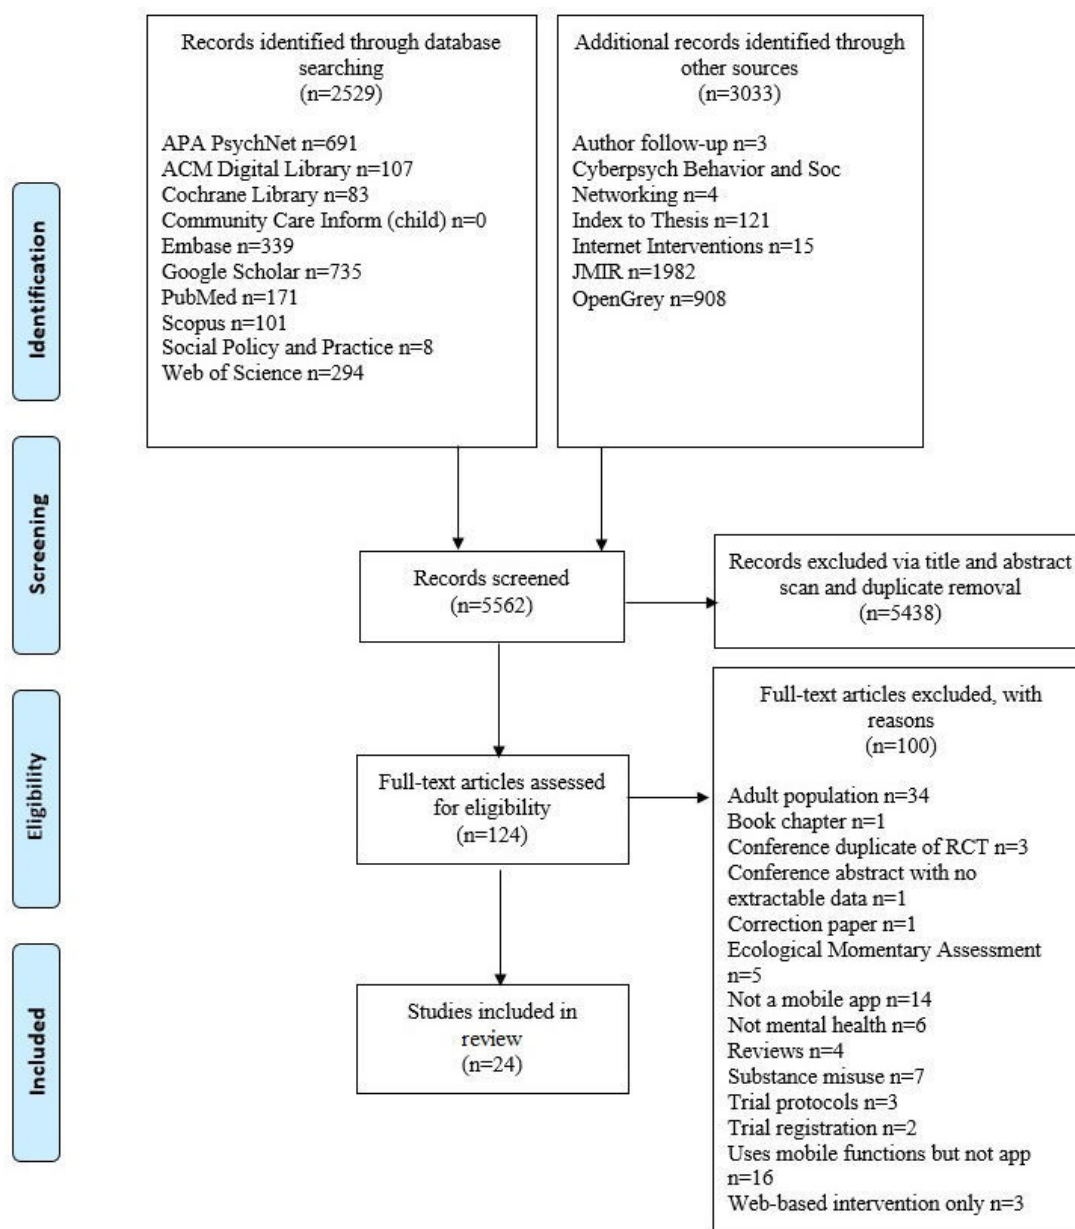 Records identified through database
searching
(n=2529)
APA PsychNet n=691
ACM Digital Library n=107
Cochrane Library n=83
Community Care Inform (child) n=0
Embase n=339
Google Scholar n=735
PubMed n=171
Scopus n=101
Social Policy and Practice n=8
Web of Science n=294
Additional records identified through
other sources
(n=3033)
Author follow-up n=3
Cyberpsych Behavior and Soc
Networking n=4
Index to Thesis n=121
Internet Interventions n=15
JMIR n=1982
OpenGrey n=908
Identification
Screening
Records screened
(n=5562)
Records excluded via title and abstract
scan and duplicate removal
(n=5438)
Eligibility
Full-text articles assessed
for eligibility
(n=124)
Full-text articles excluded, with
reasons
(n=100)
Adult population n=34
Book chapter n=1
Conference duplicate of RCT n=3
Conference abstract with no
extractable data n=1
Correction paper n=1
Ecological Momentary Assessment
n=5
Not a mobile app n=14
Not mental health n=6
Reviews n=4
Substance misuse n=7
Trial protocols n=3
Trial registration n=2
Uses mobile functions but not app
n=16
Web-based intervention only n=3
Included
Studies included in
review
(n=24)